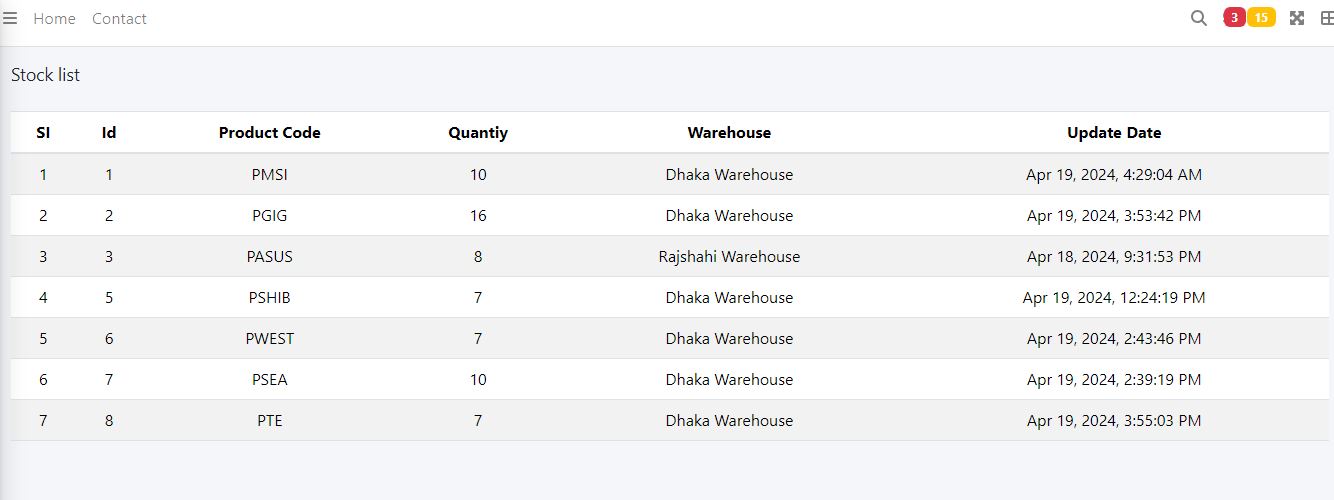 Home Contact 3 15
Stock list
Sl Id Product Code Quantiy Warehouse Update Date
1 1 PMSI 10 Dhaka Warehouse Apr 19, 2024, 4:29:04 AM
2 2 PGIG 16 Dhaka Warehouse Apr 19, 2024, 3:53:42 PM
3 3 PASUS 8 Rajshahi Warehouse Apr 18, 2024, 9:31:53 PM
4 5 PSHIB 7 Dhaka Warehouse Apr 19, 2024, 12:24:19 PM
5 6 PWEST 7 Dhaka Warehouse Apr 19, 2024, 2:43:46 PM
6 7 PSEA 10 Dhaka Warehouse Apr 19, 2024, 2:39:19 PM
7 8 PTE 7 Dhaka Warehouse Apr 19, 2024, 3:55:03 PM